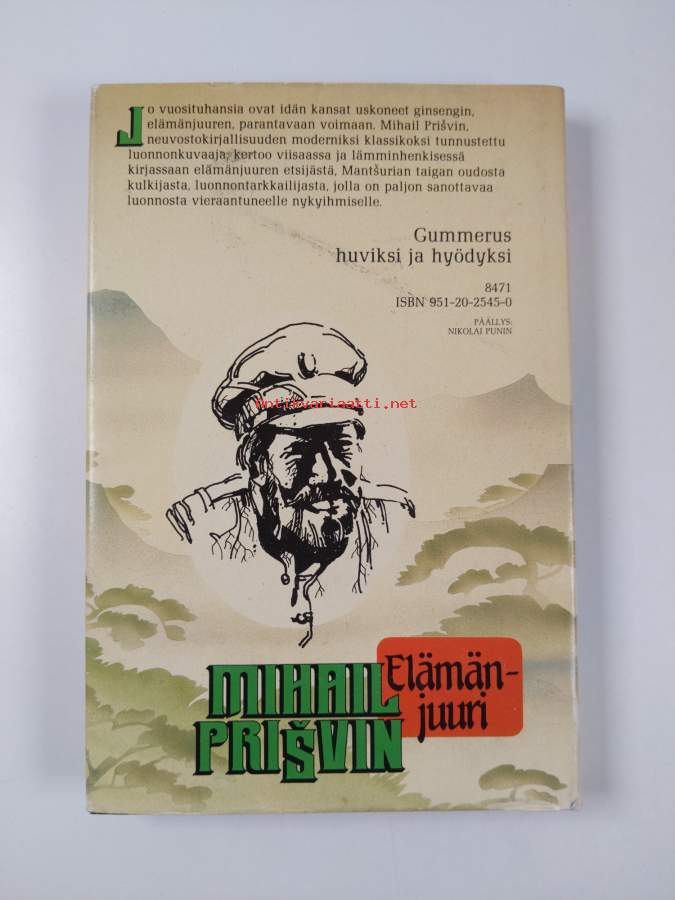 Jo vuosituhansia ovat idän kansat uskoneet ginsengin,
elämänjuuren, parantavaan voimaan. Mihail Prišvin,
neuvostokirjallisuuden moderniksi klassikoksi tunnustettu
luonnonkuvaaja, kertoo viisaassa ja lämminhenkisessä
kirjassaan elämänjuuren etsijästä, Mantšurian taigan oudosta
kulkijasta, luonnontarkkailijasta, jolla on paljon sanottavaa
luonnosta vieraantuneelle nykyihmiselle.
Gummerus
huviksi ja hyödyksi
8471
ISBN 951-20-2545-0
PÄÄLLYS:
NIKOLAI PUNIN
antikvariaatti.net
MIHAIL
PRIŠVIN
Elämän-
juuri